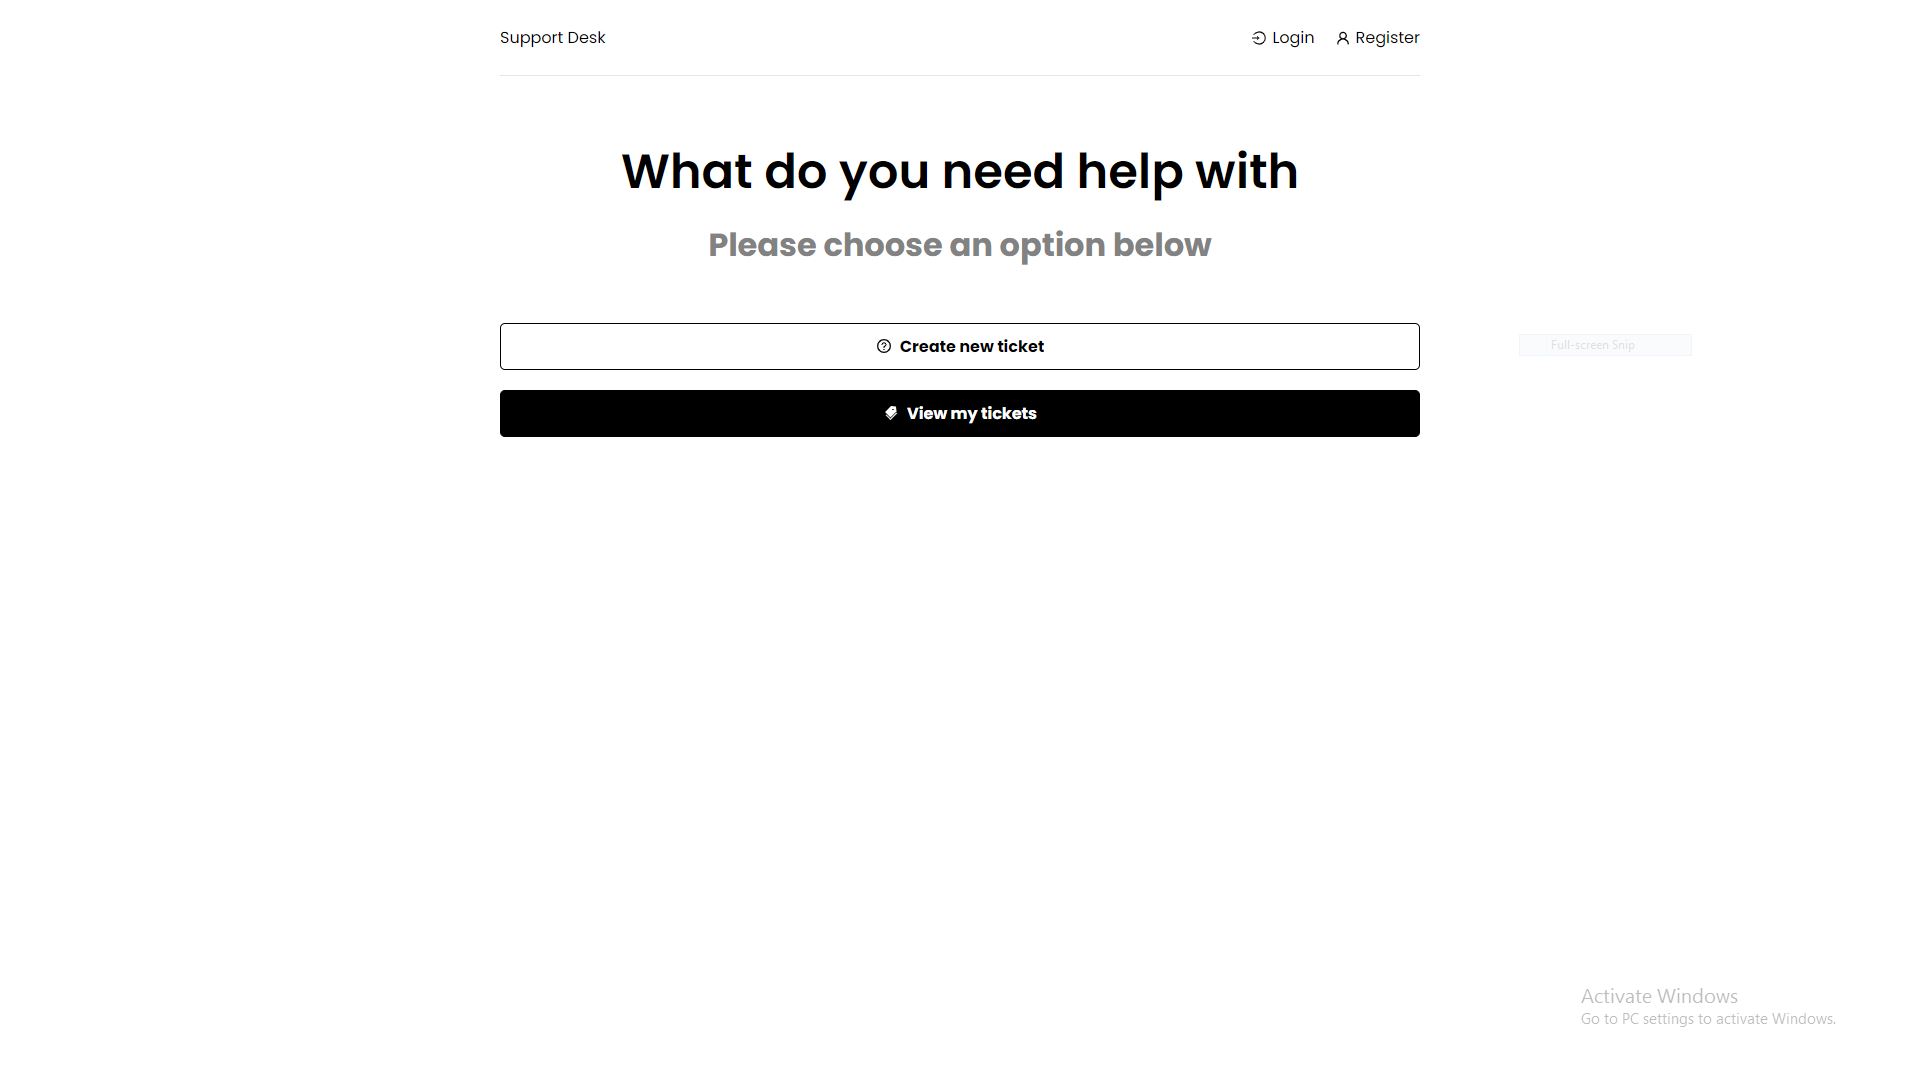 Support Desk
Login
Register
What do you need help with
Please choose an option below
Create new ticket
Full-screen Snip
View my tickets
Activate Windows
Go to PC settings to activate Windows.